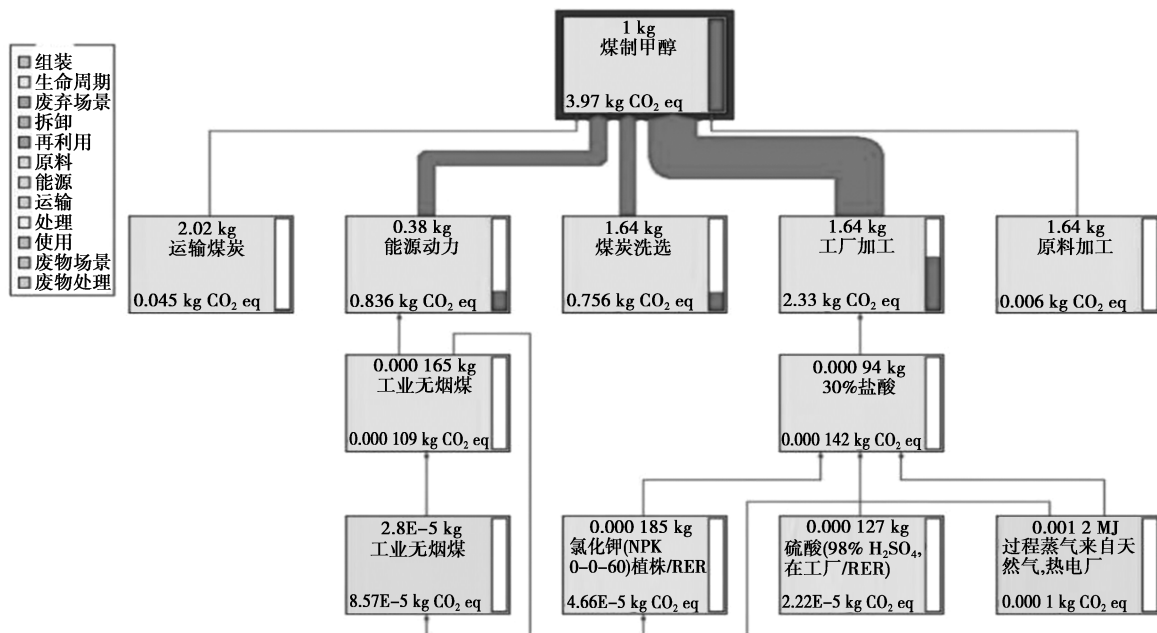 1 kg
煤制甲醇
3.97 kg CO₂ eq
组装
生命周期
废弃场景
拆卸
再利用
原料
能源
运输
处理
使用
废物场景
废物处理
2.02 kg
运输煤炭
0.045 kg CO₂ eq
0.38 kg
能源动力
0.836 kg CO₂ eq
1.64 kg
煤炭洗选
0.756 kg CO₂ eq
1.64 kg
工厂加工
2.33 kg CO₂ eq
1.64 kg
原料加工
0.006 kg CO₂ eq
0.000 165 kg
工业无烟煤
0.000 109 kg CO₂ eq
0.000 94 kg
30%盐酸
0.000 142 kg CO₂ eq
2.8E-5 kg
工业无烟煤
8.57E-5 kg CO₂ eq
0.000 185 kg
氯化钾(NPK
0-0-60)植株/RER
4.66E-5 kg CO₂ eq
0.000 127 kg
硫酸(98% H₂SO₄,
在工厂/RER)
2.22E-5 kg CO₂ eq
0.001 2 MJ
过程蒸气来自天
然气,热电厂
0.000 1 kg CO₂ eq